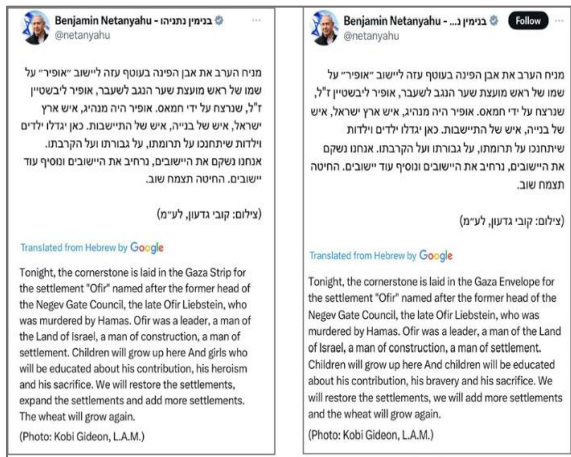 Benjamin Netanyahu - בנימין נתניהו
@netanyahu
מניח הערב את אבן הפינה בעוטף עזה ליישוב ״אופיר״ על
שמו של ראש מועצת שער הנגב לשעבר, אופיר ליבשטיין
ז"ל, שנרצח על ידי חמאס. אופיר היה מנהיג, איש ארץ
ישראל, איש של בנייה, איש של התיישבות. כאן יגדלו ילדים
וילדות שיתחנכו על תרומתו, על גבורתו ועל הקרבתו.
אנחנו נשקם את היישובים, נרחיב את היישובים ונוסיף עוד
יישובים. החיטה תצמח שוב.
(צילום: קובי גדעון, לע״מ)
Translated from Hebrew by Google
Tonight, the cornerstone is laid in the Gaza Strip for
the settlement "Ofir" named after the former head of
the Negev Gate Council, the late Ofir Liebstein, who
was murdered by Hamas. Ofir was a leader, a man of
the Land of Israel, a man of construction, a man of
settlement. Children will grow up here And girls who
will be educated about his contribution, his heroism
and his sacrifice. We will restore the settlements,
expand the settlements and add more settlements.
The wheat will grow again.
(Photo: Kobi Gideon, L.A.M.)
Benjamin Netanyahu - בנימין נ...
Follow
@netanyahu
מניח הערב את אבן הפינה בעוטף עזה ליישוב ״אופיר״ על
שמו של ראש מועצת שער הנגב לשעבר, אופיר ליבשטיין ז"ל,
שנרצח על ידי חמאס. אופיר היה מנהיג, איש ארץ ישראל, איש
של בנייה, איש של התיישבות. כאן יגדלו ילדים וילדות
שיתחנכו על תרומתו, על גבורתו ועל הקרבתו. אנחנו נשקם
את היישובים, נרחיב את היישובים ונוסיף עוד יישובים. החיטה
תצמח שוב.
(צילום: קובי גדעון, לע״מ)
Translated from Hebrew by Google
Tonight, the cornerstone is laid in the Gaza Envelope for
the settlement "Ofir" named after the former head of the
Negev Gate Council, the late Ofir Liebstein, who was
murdered by Hamas. Ofir was a leader, a man of the Land
of Israel, a man of construction, a man of settlement.
Children will grow up here And children will be educated
about his contribution, his bravery and his sacrifice. We
will restore the settlements, we will add more settlements
and the wheat will grow again.
(Photo: Kobi Gideon, L.A.M.)